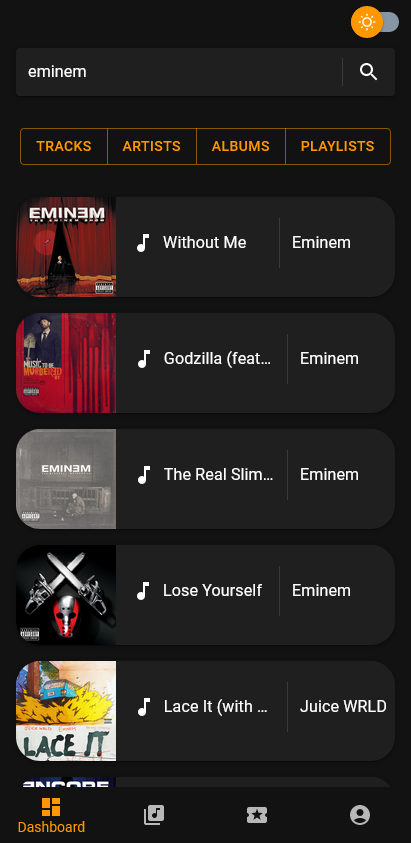 eminem
TRACKS
ARTISTS
ALBUMS
PLAYLISTS
EMINEM
THE EMINEM SHOW
Without Me
Eminem
MUSIC TO BE
MURDERED
BY
Godzilla (feat...
Eminem
EMINEM
The Real Slim...
Eminem
Lose Yourself
Eminem
LACE IT
Lace It (with ...
Juice WRLD
ENCORE
Dashboard